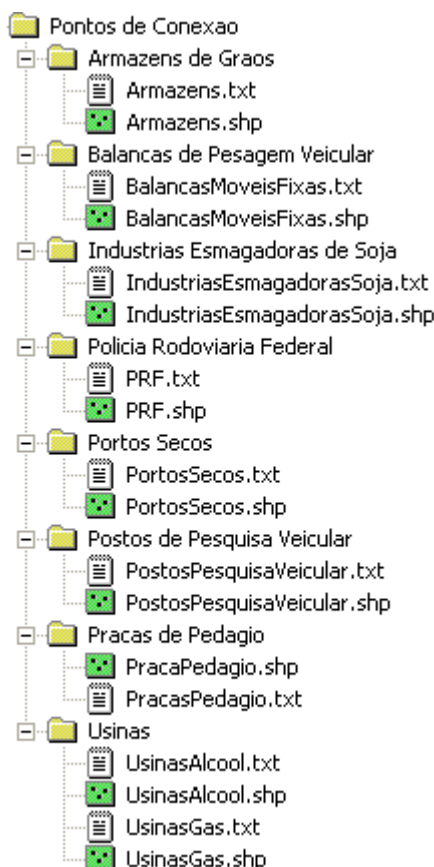 Pontos de Conexao
Armazens de Graos
Armazens.txt
Armazens.shp
Balancas de Pesagem Veicular
BalancasMoveisFixas.txt
BalancasMoveisFixas.shp
Industrias Esmagadoras de Soja
IndustriasEsmagadorasSoja.txt
IndustriasEsmagadorasSoja.shp
Policia Rodoviaria Federal
PRF.txt
PRF.shp
Portos Secos
PortosSecos.txt
PortosSecos.shp
Postos de Pesquisa Veicular
PostosPesquisaVeicular.txt
PostosPesquisaVeicular.shp
Pracas de Pedagio
PracaPedagio.shp
PracasPedagio.txt
Usinas
UsinasAlcool.txt
UsinasAlcool.shp
UsinasGas.txt
UsinasGas.shp